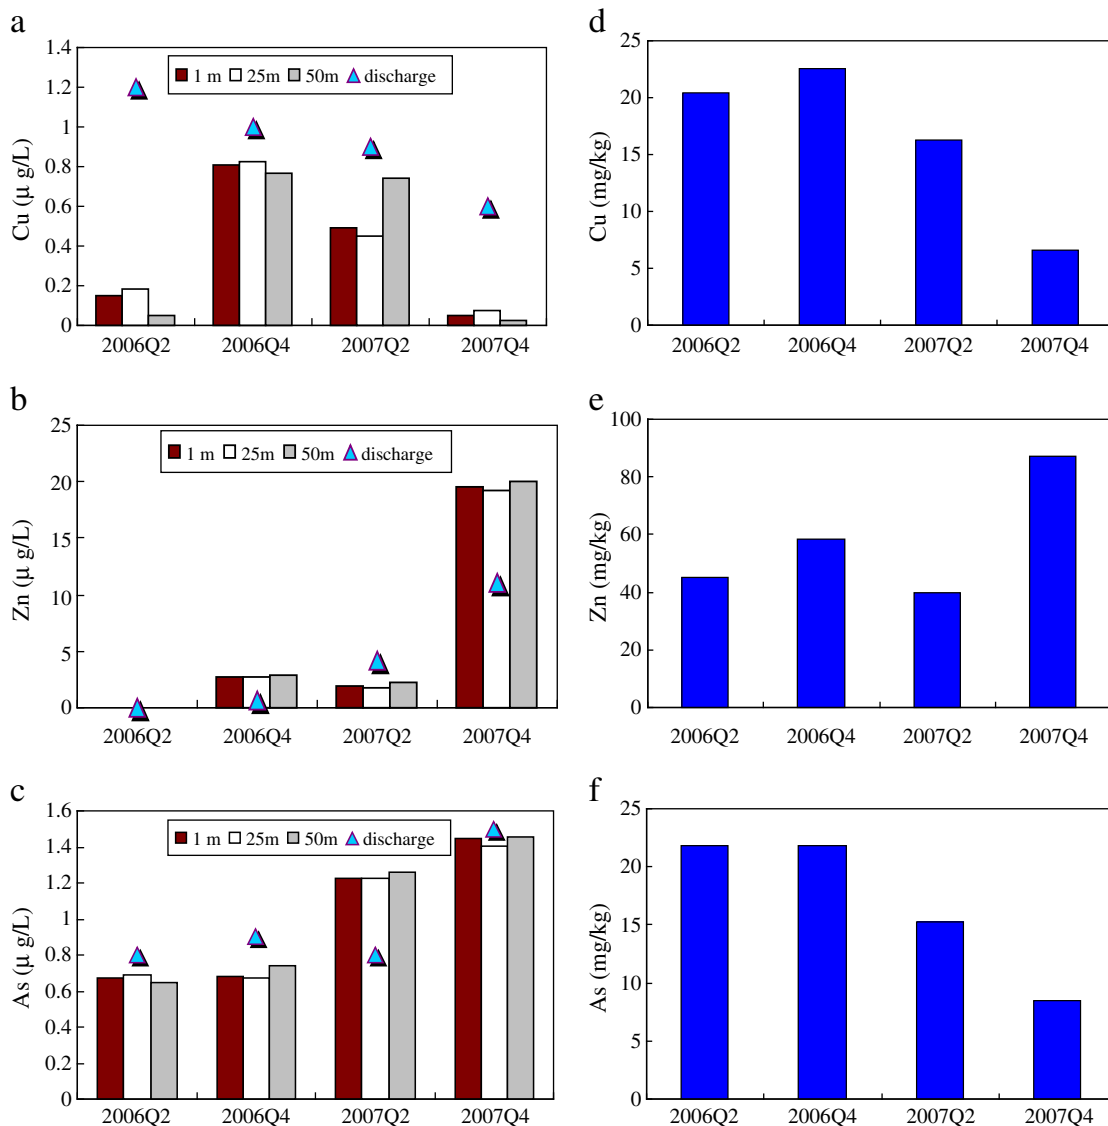 a
1.4
1.2
1
0.8
0.6
0.4
0.2
0
Cu (μ g/L)
1 m 25m 50m discharge
2006Q2 2006Q4 2007Q2 2007Q4
d
25
20
15
10
5
0
Cu (mg/kg)
2006Q2 2006Q4 2007Q2 2007Q4
b
25
20
15
10
5
0
Zn (μ g/L)
1 m 25m 50m discharge
2006Q2 2006Q4 2007Q2 2007Q4
e
100
80
60
40
20
0
Zn (mg/kg)
2006Q2 2006Q4 2007Q2 2007Q4
c
1.6
1.4
1.2
1
0.8
0.6
0.4
0.2
0
As (μ g/L)
1 m 25m 50m discharge
2006Q2 2006Q4 2007Q2 2007Q4
f
25
20
15
10
5
0
As (mg/kg)
2006Q2 2006Q4 2007Q2 2007Q4